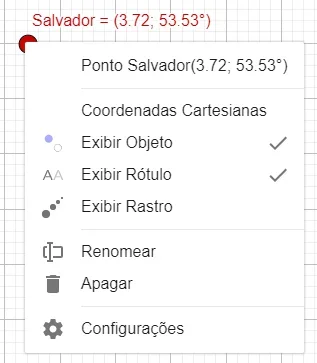 Salvador = (3.72; 53.53°)
Ponto Salvador(3.72; 53.53°)
Coordenadas Cartesianas
Exibir Objeto
AA Exibir Rótulo
Exibir Rastro
Renomear
Apagar
Configurações